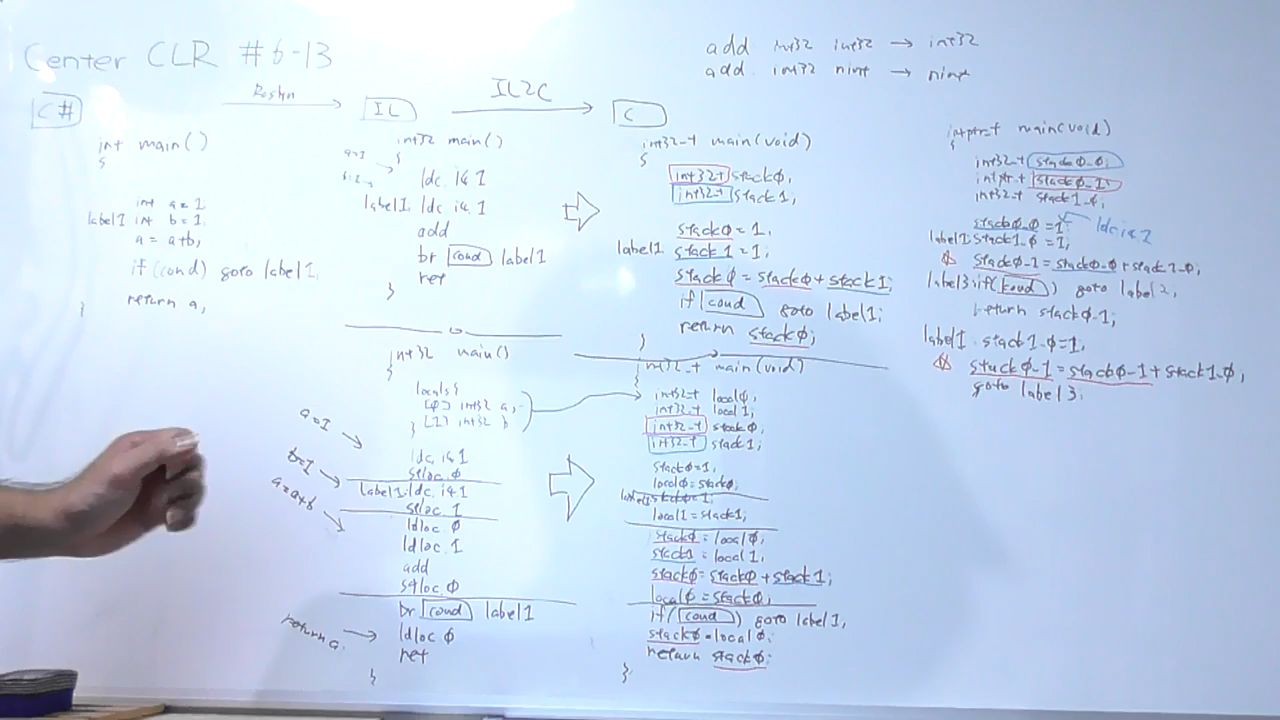 Center CLR #6-13
add int32 int32 → int32
add int32 nint → nint
C#
Roslyn
IL
IL2C
C
int main()
{
int a=1
label1 int b=1
a = a+b,
if(cond) goto label1,
return a,
}
int32 main()
{
a=1
ldc.i4.1
label1. ldc.i4.1
add
br cond label1
ret
}
int32_t main(void)
{
int32_t stack0,
int32_t stack1,
stack0 = 1,
label1 stack1 = 1;
stack0 = stack0 + stack1;
if(cond) goto label1;
return stack0;
}
intptr_t main(void)
{
int32_t stack0_0;
intptr_t stack0_1;
int32_t stack1_0;
stack0_0 = 1
ldc.i4.1
label1: stack1_0 = 1;
stack0_1 = stack0_0 + stack1_0;
label3: if(cond) goto label2,
return stack0_1;
label1. stack1_0=1,
stack0_1 = stack0_1 + stack1_0,
goto label3;
int32 main()
{
locals{
[0] int32 a,
[1] int32 b
}
a=1
ldc.i4.1
stloc.0
b=1
label1: ldc.i4.1
stloc.1
a=a+b
ldloc.0
ldloc.1
add
stloc.0
br cond label1
return a.
ldloc 0
ret
}
int32_t main(void)
{
int32_t local0,
int32_t local1,
int32_t stack0,
int32_t stack1;
stack0=1,
local0=stack0;
label1: stack0=1,
local1=stack1;
stack0 = local0,
stack1 = local1,
stack0 = stack0 + stack1;
local0 = stack0,
if(cond) goto label1,
stack0 = local0,
return stack0;
}